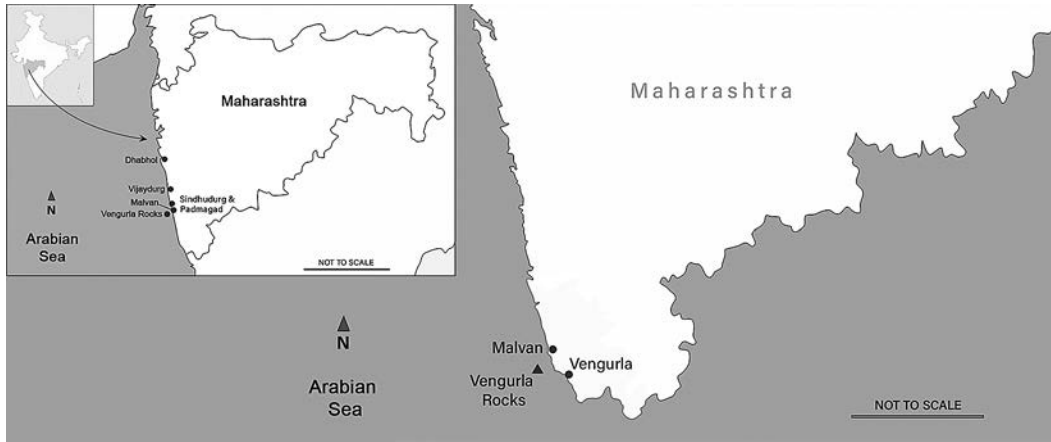 Maharashtra
Dhabhol
Vijaydurg
Sindhudurg &
Malvan
Padmagad
Vengurla Rocks
N
Arabian
Sea
NOT TO SCALE
Maharashtra
Malvan
Vengurla
Vengurla
Rocks
N
Arabian
Sea
NOT TO SCALE